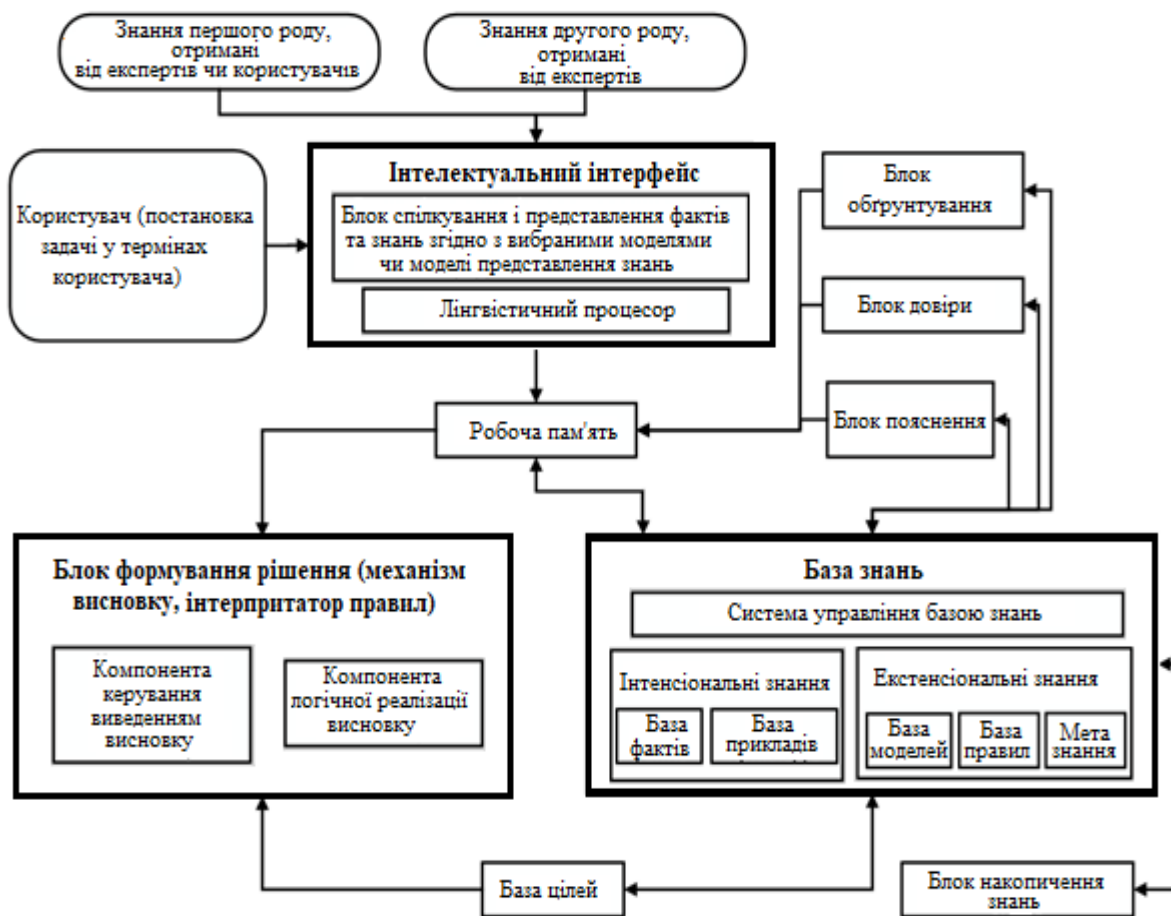 Знання першого роду,
отримані
від експертів чи користувачів
Знання другого роду,
отримані
від експертів
Інтелектуальний інтерфейс
Блок спілкування і представлення фактів
та знань згідно з вибраними моделями
чи моделі представлення знань
Лінгвістичний процесор
Користувач (постановка
задачі у термінах
користувача)
Блок
обґрунтування
Блок довіри
Блок пояснення
Робоча пам'ять
Блок формування рішення (механізм
висновку, інтерпритатор правил)
Компонента
керування
виведенням
висновку
Компонента
логічної реалізації
висновку
База знань
Система управління базою знань
Інтенсіональні знання
База
фактів
База
прикладів
Екстенсіональні знання
База
моделей
База
правил
Мета
знання
База цілей
Блок накопичення
знань